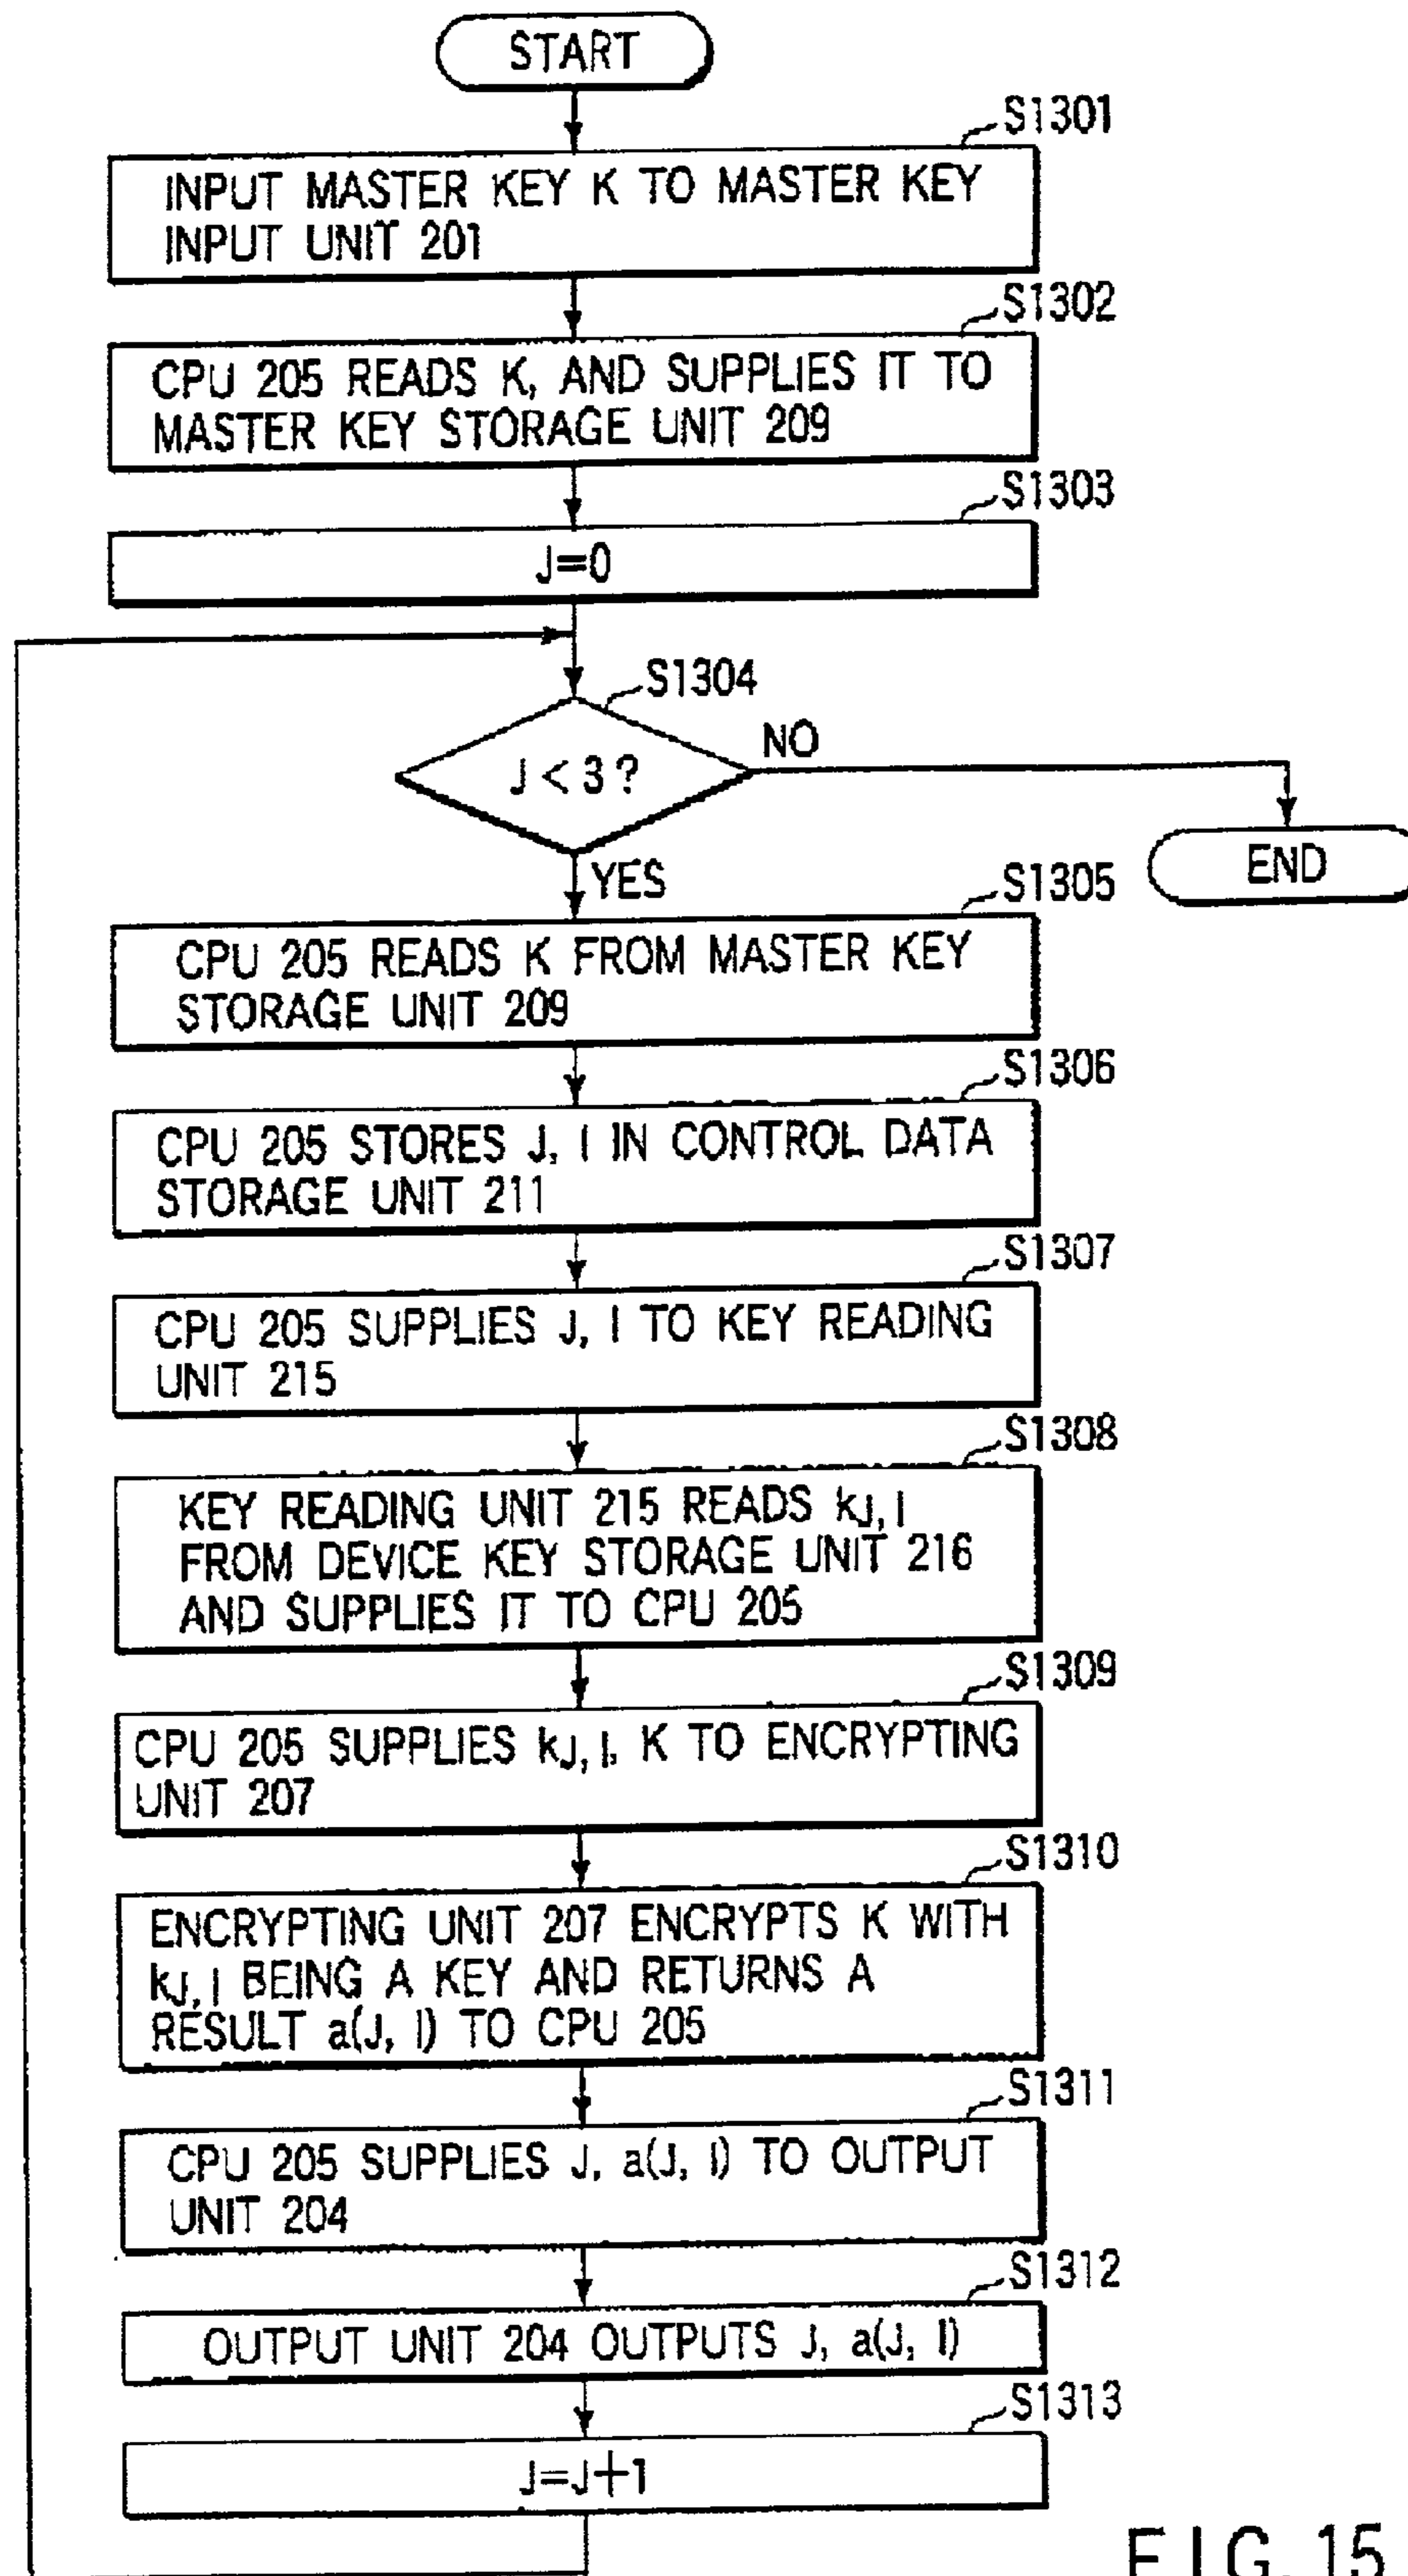 START
S1301
INPUT MASTER KEY K TO MASTER KEY
INPUT UNIT 201
S1302
CPU 205 READS K, AND SUPPLIES IT TO
MASTER KEY STORAGE UNIT 209
S1303
J=0
S1304
J < 3 ?
NO
END
YES
S1305
CPU 205 READS K FROM MASTER KEY
STORAGE UNIT 209
S1306
CPU 205 STORES J, I IN CONTROL DATA
STORAGE UNIT 211
S1307
CPU 205 SUPPLIES J, I TO KEY READING
UNIT 215
S1308
KEY READING UNIT 215 READS kJ, I
FROM DEVICE KEY STORAGE UNIT 216
AND SUPPLIES IT TO CPU 205
S1309
CPU 205 SUPPLIES kJ, I, K TO ENCRYPTING
UNIT 207
S1310
ENCRYPTING UNIT 207 ENCRYPTS K WITH
kJ, I BEING A KEY AND RETURNS A
RESULT a(J, I) TO CPU 205
S1311
CPU 205 SUPPLIES J, a(J, I) TO OUTPUT
UNIT 204
S1312
OUTPUT UNIT 204 OUTPUTS J, a(J, I)
S1313
J=J+1
FIG. 15